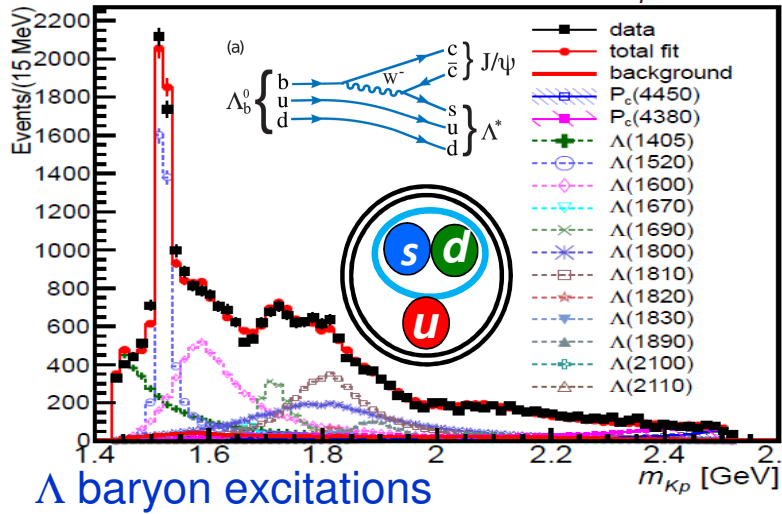 2200
2000
1800
1600
1400
1200
1000
800
600
400
200
0
Events/(15 MeV)
(a)
Λb0 { b u d
W-
c
c̄ } J/ψ
s
u
d } Λ*
s d
u
data
total fit
background
Pc(4450)
Pc(4380)
Λ(1405)
Λ(1520)
Λ(1600)
Λ(1670)
Λ(1690)
Λ(1800)
Λ(1810)
Λ(1820)
Λ(1830)
Λ(1890)
Λ(2100)
Λ(2110)
1.4 1.6 1.8 2 2.2 2.4 2.
mKp [GeV]
Λ baryon excitations